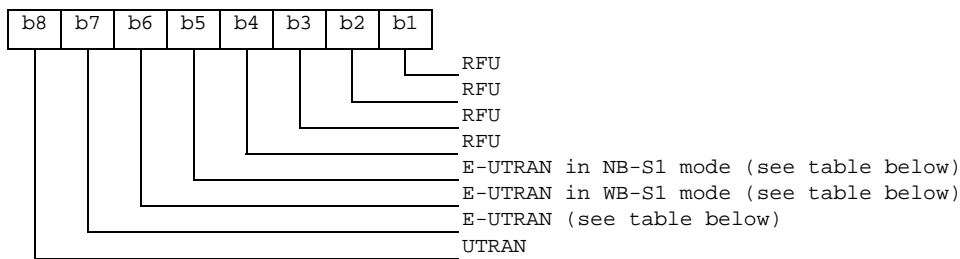 b8 b7 b6 b5 b4 b3 b2 b1
RFU
RFU
RFU
RFU
E-UTRAN in NB-S1 mode (see table below)
E-UTRAN in WB-S1 mode (see table below)
E-UTRAN (see table below)
UTRAN